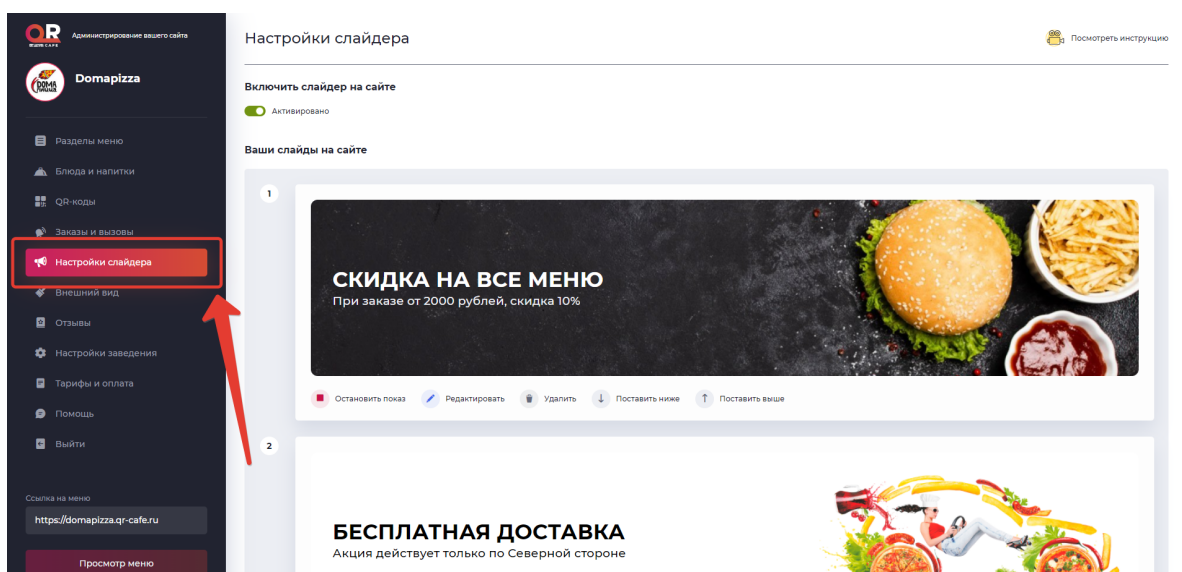 QR
Администрирование вашего сайта
Domapizza
Разделы меню
Блюда и напитки
QR-коды
Заказы и вызовы
Настройки слайдера
Внешний вид
Отзывы
Настройки заведения
Тарифы и оплата
Помощь
Выйти
Ссылка на меню
https://domapizza.qr-cafe.ru
Просмотр меню
Настройки слайдера
Посмотреть инструкцию
Включить слайдер на сайте
Активировано
Ваши слайды на сайте
1
СКИДКА НА ВСЕ МЕНЮ
При заказе от 2000 рублей, скидка 10%
Остановить показ Редактировать Удалить Поставить ниже Поставить выше
2
БЕСПЛАТНАЯ ДОСТАВКА
Акция действует только по Северной стороне